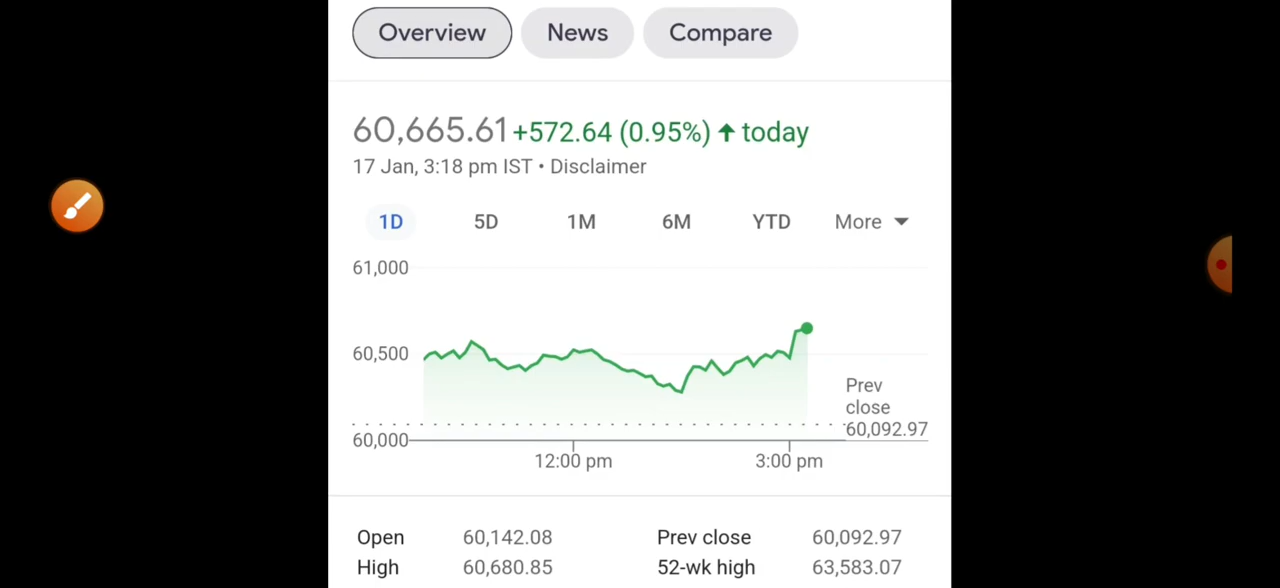 Overview News Compare
60,665.61 +572.64 (0.95%) ↑ today
17 Jan, 3:18 pm IST • Disclaimer
1D 5D 1M 6M YTD More
61,000
60,500
Prev
close
60,092.97
60,000
12:00 pm 3:00 pm
Open 60,142.08 Prev close 60,092.97
High 60,680.85 52-wk high 63,583.07